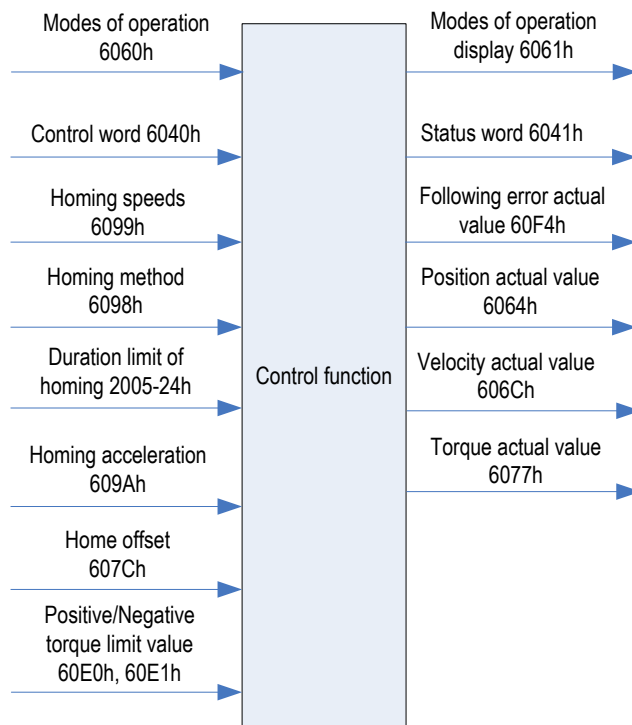 Modes of operation
6060h
Control word 6040h
Homing speeds
6099h
Homing method
6098h
Duration limit of
homing 2005-24h
Homing acceleration
609Ah
Home offset
607Ch
Positive/Negative
torque limit value
60E0h, 60E1h
Control function
Modes of operation
display 6061h
Status word 6041h
Following error actual
value 60F4h
Position actual value
6064h
Velocity actual value
606Ch
Torque actual value
6077h